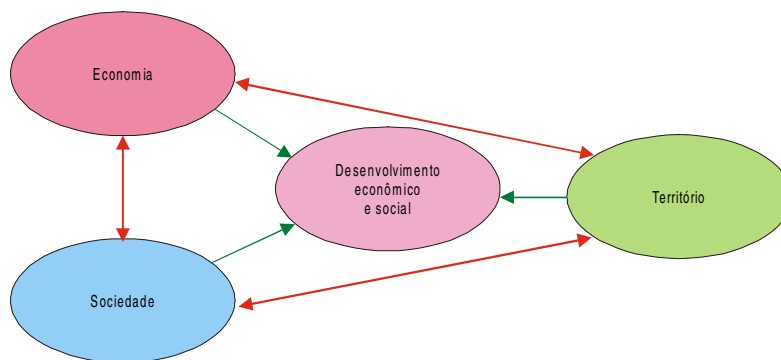 Economia
Desenvolvimento
econômico
e social
Território
Sociedade